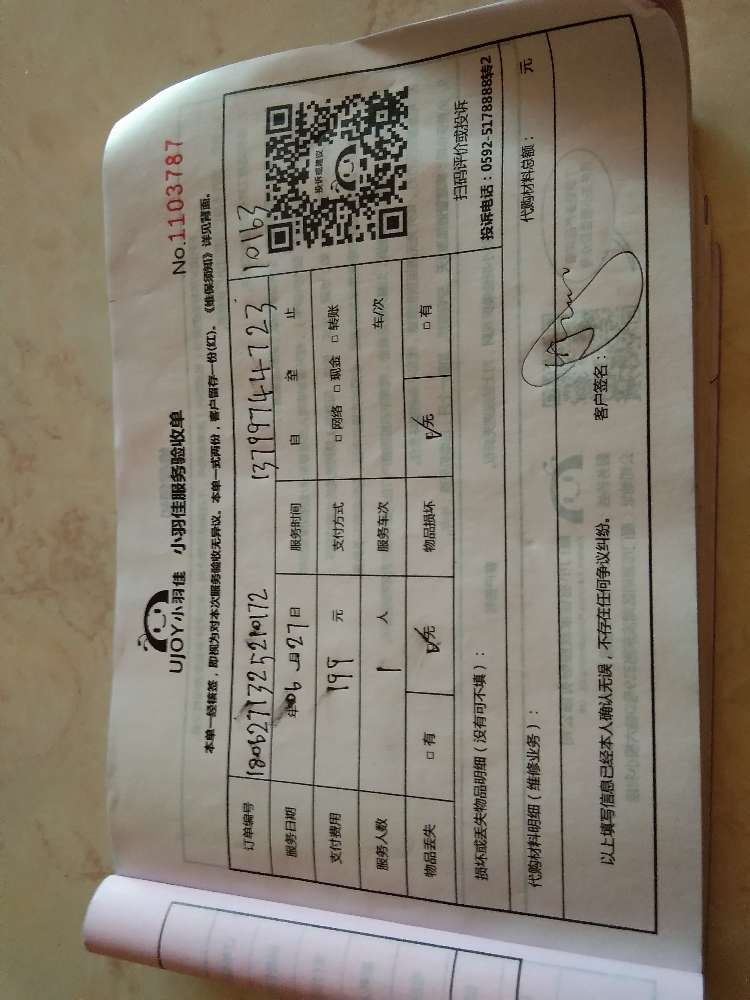 No.1103787
UJOY小羽佳 小羽佳服务验收单
本单一经核签，即视为对本次服务验收无异议。本单一式两份，客户留存一份(红)。《维保须知》详见背面。
订单编号 18062711325210172 13799744723 10163
服务日期 年06月27日 服务时间 自 至 止
支付费用 199 元 支付方式 □ 网络 □ 现金 □ 转账
服务人数 1 人 服务车次 车/次
物品丢失 □ 有 ☑ 无 物品损坏 ☑ 无 □ 有
投诉或建议
扫码评价或投诉
投诉电话：0592-5178888转2
损坏或丢失物品明细（没有可不填）：
代购材料明细（维修业务）： 代购材料总额： 元
以上填写信息已经本人确认无误，不存在任何争议纠纷。 客户签名：